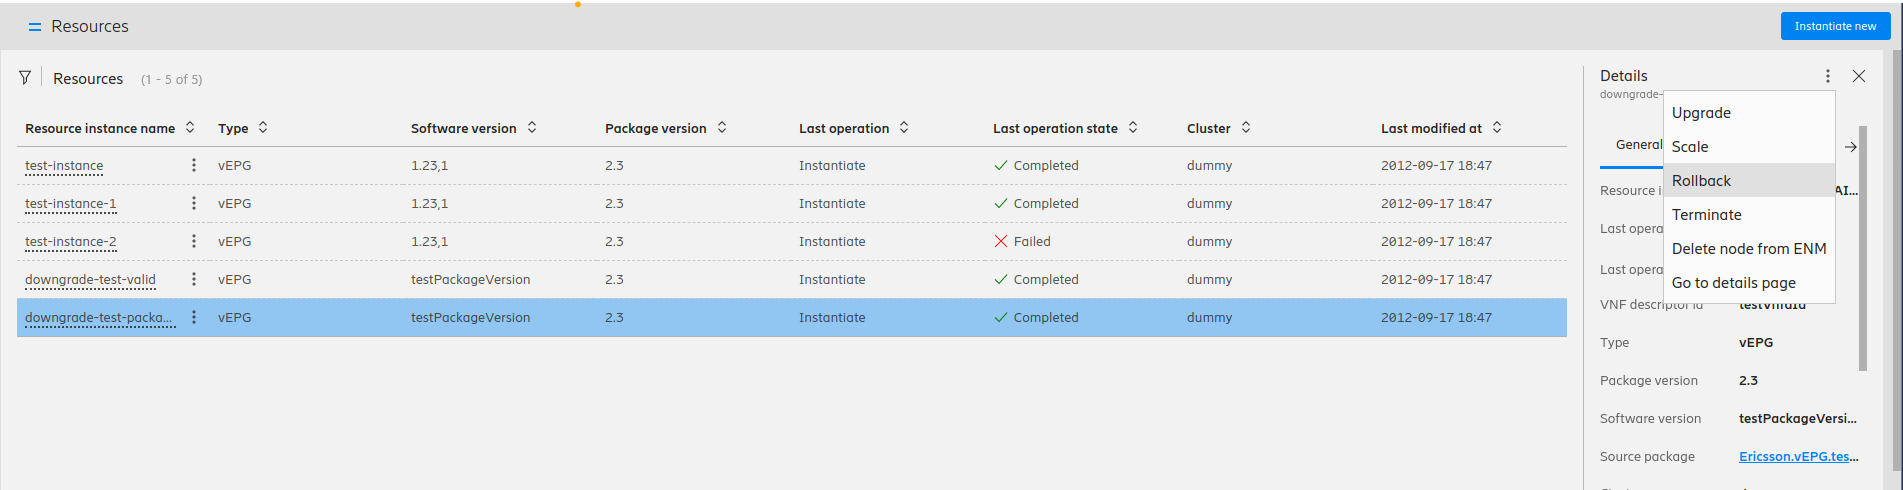 Resources
Instantiate new
Resources (1 - 5 of 5)
Resource instance name Type Software version Package version Last operation Last operation state Cluster Last modified at
test-instance vEPG 1.23,1 2.3 Instantiate Completed dummy 2012-09-17 18:47
test-instance-1 vEPG 1.23,1 2.3 Instantiate Completed dummy 2012-09-17 18:47
test-instance-2 vEPG 1.23,1 2.3 Instantiate Failed dummy 2012-09-17 18:47
downgrade-test-valid vEPG testPackageVersion 2.3 Instantiate Completed dummy 2012-09-17 18:47
downgrade-test-packa... vEPG testPackageVersion 2.3 Instantiate Completed dummy 2012-09-17 18:47
Details
downgrade-
General
Upgrade
Scale
Rollback
Terminate
Delete node from ENM
Go to details page
Resource i AI...
Last opera
Last opera
VNF descriptor id testVnfdId
Type vEPG
Package version 2.3
Software version testPackageVersi...
Source package Ericsson.vEPG.tes...